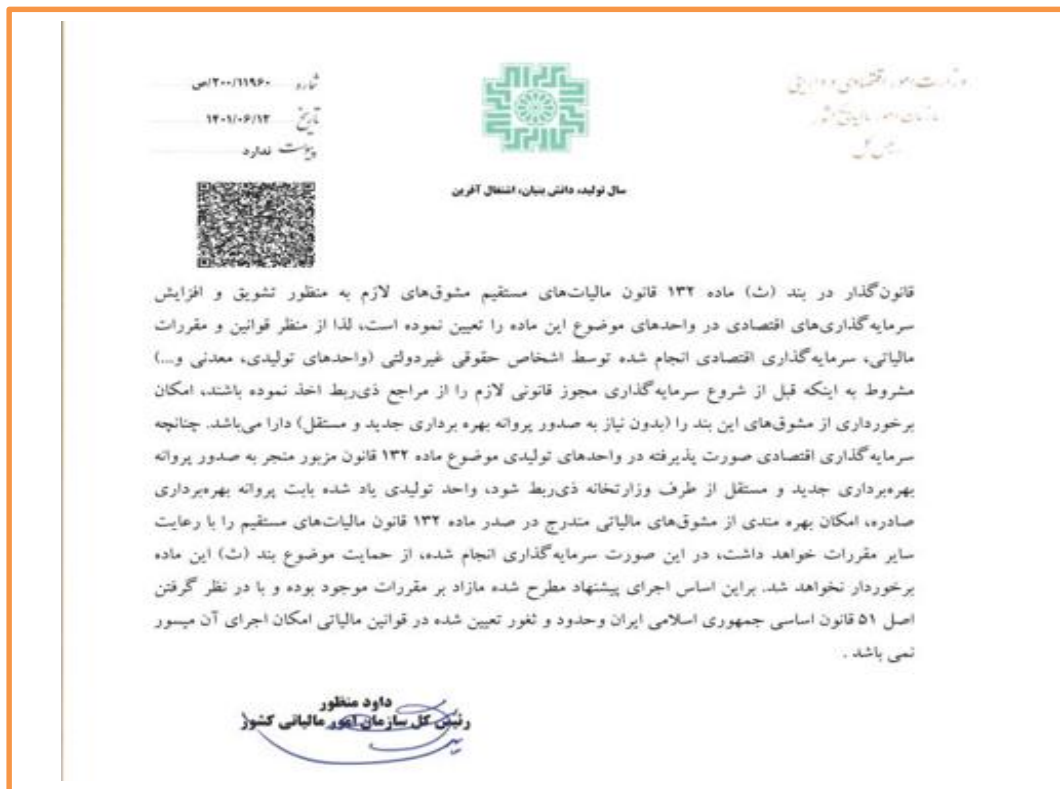 وزارت امور اقتصادی و دارایی
سازمان امور مالیاتی کشور
رئیس کل
شماره ۲۰۰/۱۱۹۶۰/ص
تاریخ ۱۴۰۱/۰۶/۱۲
پیوست ندارد
سال تولید، دانش بنیان، اشتغال آفرین
قانون‌گذار در بند (ث) ماده ۱۳۲ قانون مالیات‌های مستقیم مشوق‌های لازم به منظور تشویق و افزایش
سرمایه‌گذاری‌های اقتصادی در واحدهای موضوع این ماده را تعیین نموده است، لذا از منظر قوانین و مقررات
مالیاتی، سرمایه‌گذاری اقتصادی انجام شده توسط اشخاص حقوقی غیردولتی (واحدهای تولیدی، معدنی و...)
مشروط به اینکه قبل از شروع سرمایه‌گذاری مجوز قانونی لازم را از مراجع ذی‌ربط اخذ نموده باشند، امکان
برخورداری از مشوق‌های این بند را (بدون نیاز به صدور پروانه بهره برداری جدید و مستقل) دارا می‌باشد. چنانچه
سرمایه‌گذاری اقتصادی صورت پذیرفته در واحدهای تولیدی موضوع ماده ۱۳۲ قانون مزبور منجر به صدور پروانه
بهره‌برداری جدید و مستقل از طرف وزارتخانه ذی‌ربط شود، واحد تولیدی یاد شده بابت پروانه بهره‌برداری
صادره، امکان بهره مندی از مشوق‌های مالیاتی مندرج در صدر ماده ۱۳۲ قانون مالیات‌های مستقیم را با رعایت
سایر مقررات خواهد داشت، در این صورت سرمایه‌گذاری انجام شده، از حمایت موضوع بند (ث) این ماده
برخوردار نخواهد شد. براین اساس اجرای پیشنهاد مطرح شده مازاد بر مقررات موجود بوده و با در نظر گرفتن
اصل ۵۱ قانون اساسی جمهوری اسلامی ایران وحدود و ثغور تعیین شده در قوانین مالیاتی امکان اجرای آن میسور
نمی باشد .
داود منظور
رئیس کل سازمان امور مالیاتی کشور